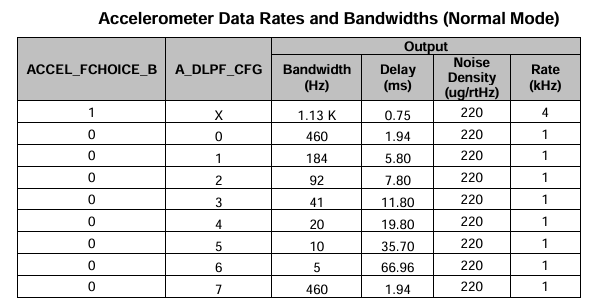 Accelerometer Data Rates and Bandwidths (Normal Mode)
Output
ACCEL_FCHOICE_B A_DLPF_CFG Bandwidth (Hz) Delay (ms) Noise Density (ug/rtHz) Rate (kHz)
1 X 1.13 K 0.75 220 4
0 0 460 1.94 220 1
0 1 184 5.80 220 1
0 2 92 7.80 220 1
0 3 41 11.80 220 1
0 4 20 19.80 220 1
0 5 10 35.70 220 1
0 6 5 66.96 220 1
0 7 460 1.94 220 1